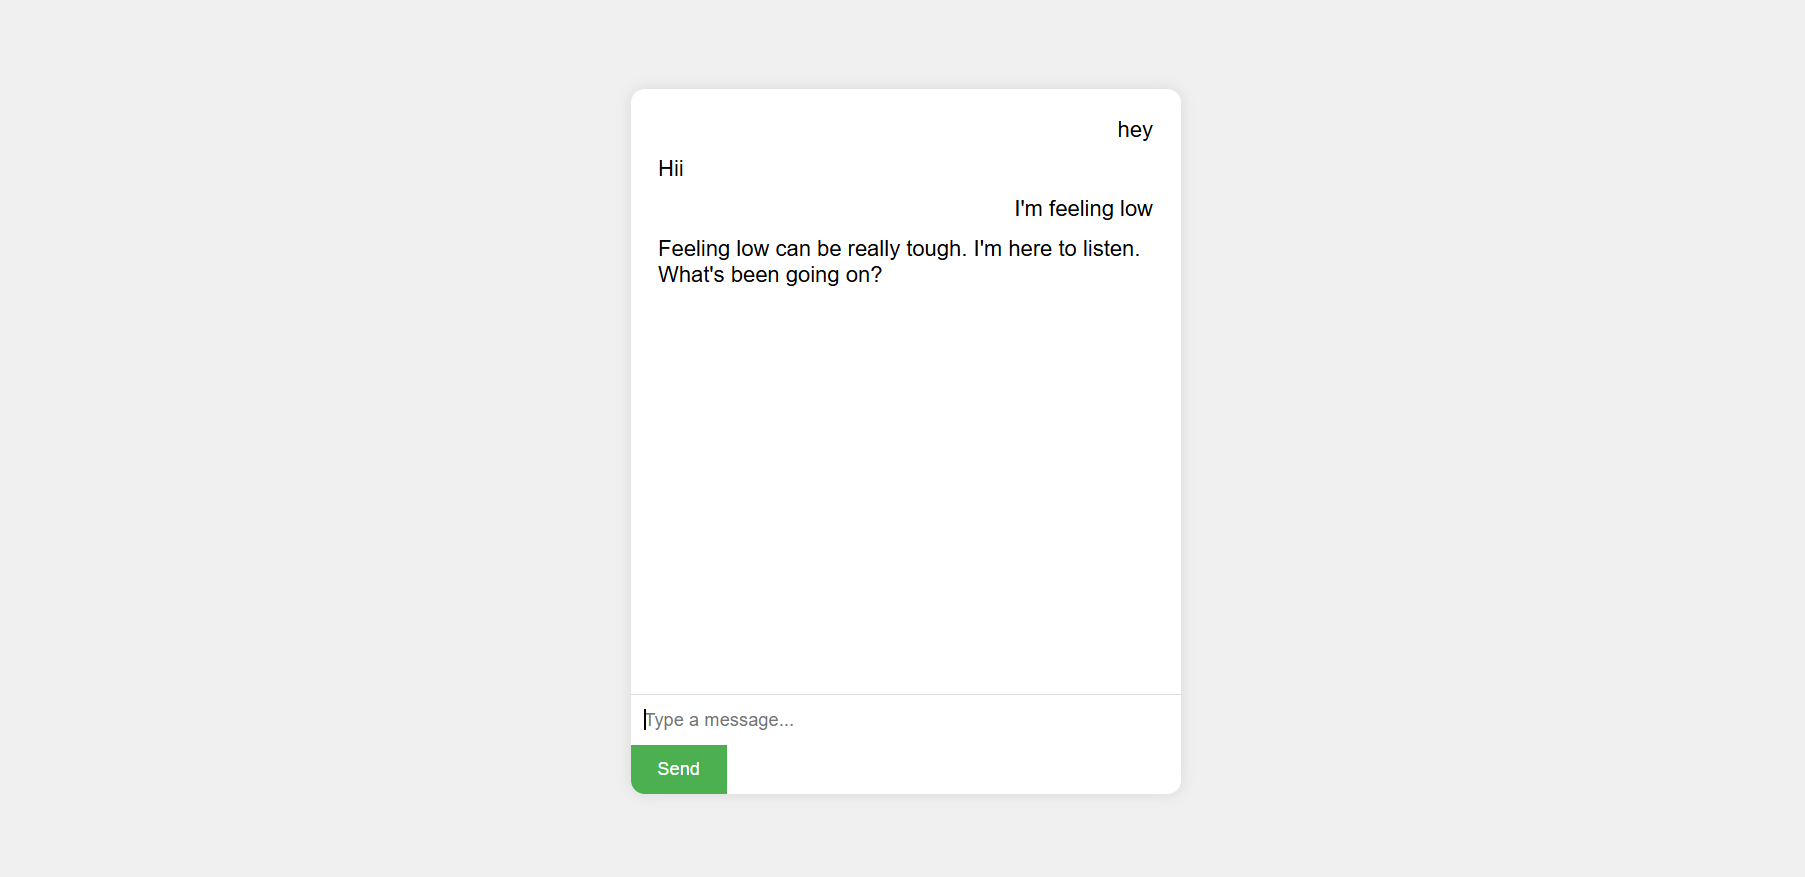 hey
Hii
I'm feeling low
Feeling low can be really tough. I'm here to listen.
What's been going on?
Type a message...
Send